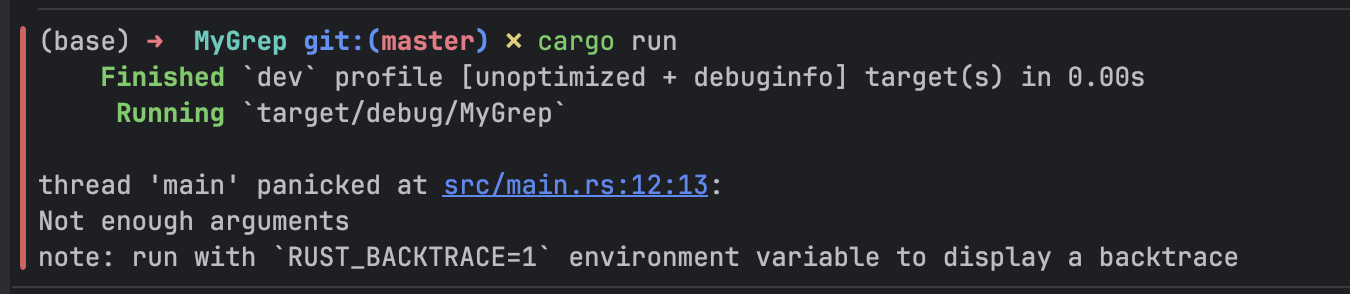 (base) ➜  MyGrep git:(master) ✗ cargo run
    Finished `dev` profile [unoptimized + debuginfo] target(s) in 0.00s
     Running `target/debug/MyGrep`
thread 'main' panicked at src/main.rs:12:13:
Not enough arguments
note: run with `RUST_BACKTRACE=1` environment variable to display a backtrace